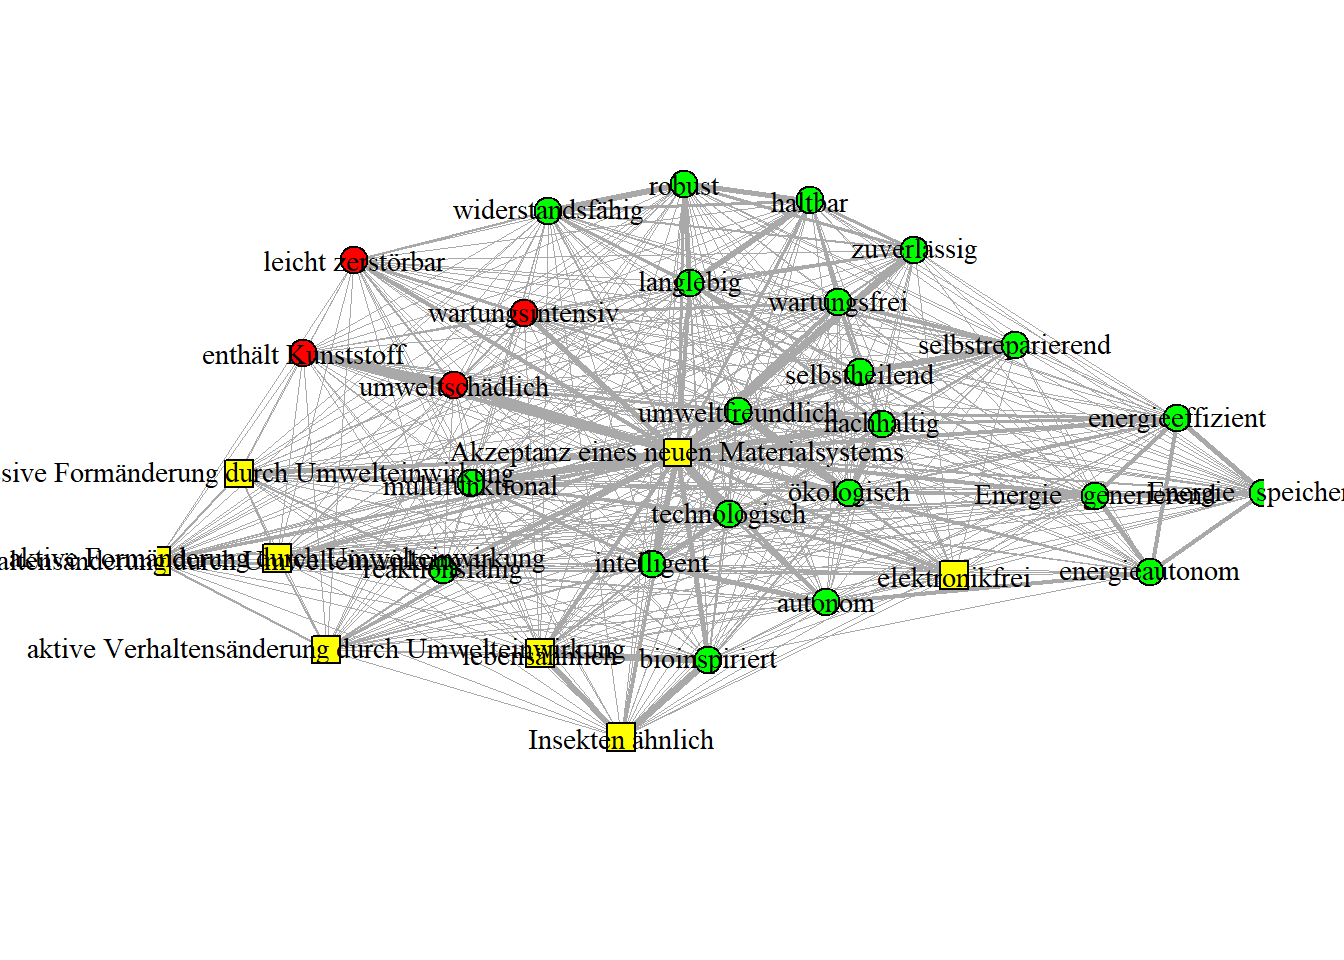 robust
haltbar
widerstandsfähig
zuverlässig
leicht zerstörbar
langlebig
wartungsfrei
wartungsintensiv
selbstreparierend
enthält Kunststoff
selbstheilend
umweltschädlich
umweltfreundlich
nachhaltig
energieeffizient
Akzeptanz eines neuen Materialsystems
sive Formänderung durch Umwelteinwirkung
multifunktional
ökologisch
Energie generierend
Energie speicher
technologisch
aktive Formänderung durch Umwelteinwirkung
altensänderung durch Umwelteinwirkung
reaktionsfähig
intelligent
elektronikfrei
energieautonom
autonom
aktive Verhaltensänderung durch Umwelteinwirkung
lebensähnlich
bioinspiriert
Insekten ähnlich